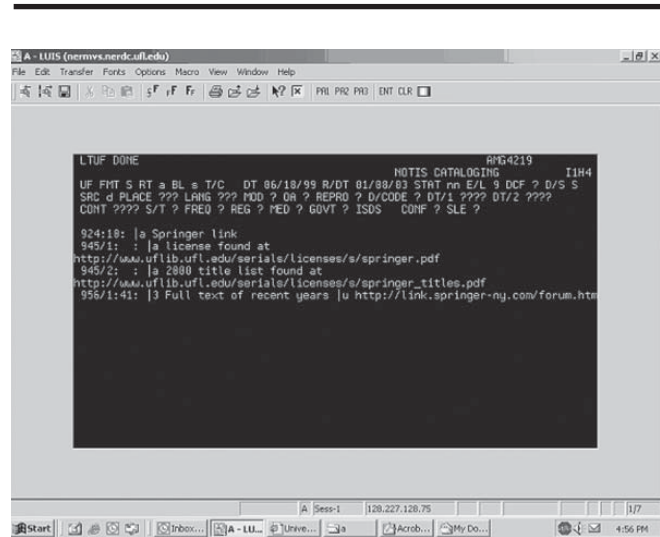 A - LUIS (nermvs.nerdc.ufl.edu)
File Edit Transfer Fonts Options Macro View Window Help
PA1 PA2 PA3 ENT CLR
LTUF DONE AMG4219
NOTIS CATALOGING I1H4
UF FMT S RT a BL s T/C DT 06/18/99 R/DT 01/08/03 STAT nn E/L 9 DCF ? D/S S
SRC d PLACE ??? LANG ??? MOD ? OA ? REPRO ? D/CODE ? DT/1 ???? DT/2 ????
CONT ???? S/T ? FREQ ? REG ? MED ? GOVT ? ISDS CONF ? SLE ?
924:18: |a Springer link
945/1: : |a license found at
http://www.uflib.ufl.edu/serials/licenses/s/springer.pdf
945/2: : |a 2000 title list found at
http://www.uflib.ufl.edu/serials/licenses/s/springer_titles.pdf
956/1:41: |3 Full text of recent years |u http://link.springer-ny.com/forum.htm
A Sess-1 128.227.128.75 1/7
Start Inbox... A - LU... Unive... a Acrob... My Do... 4:56 PM